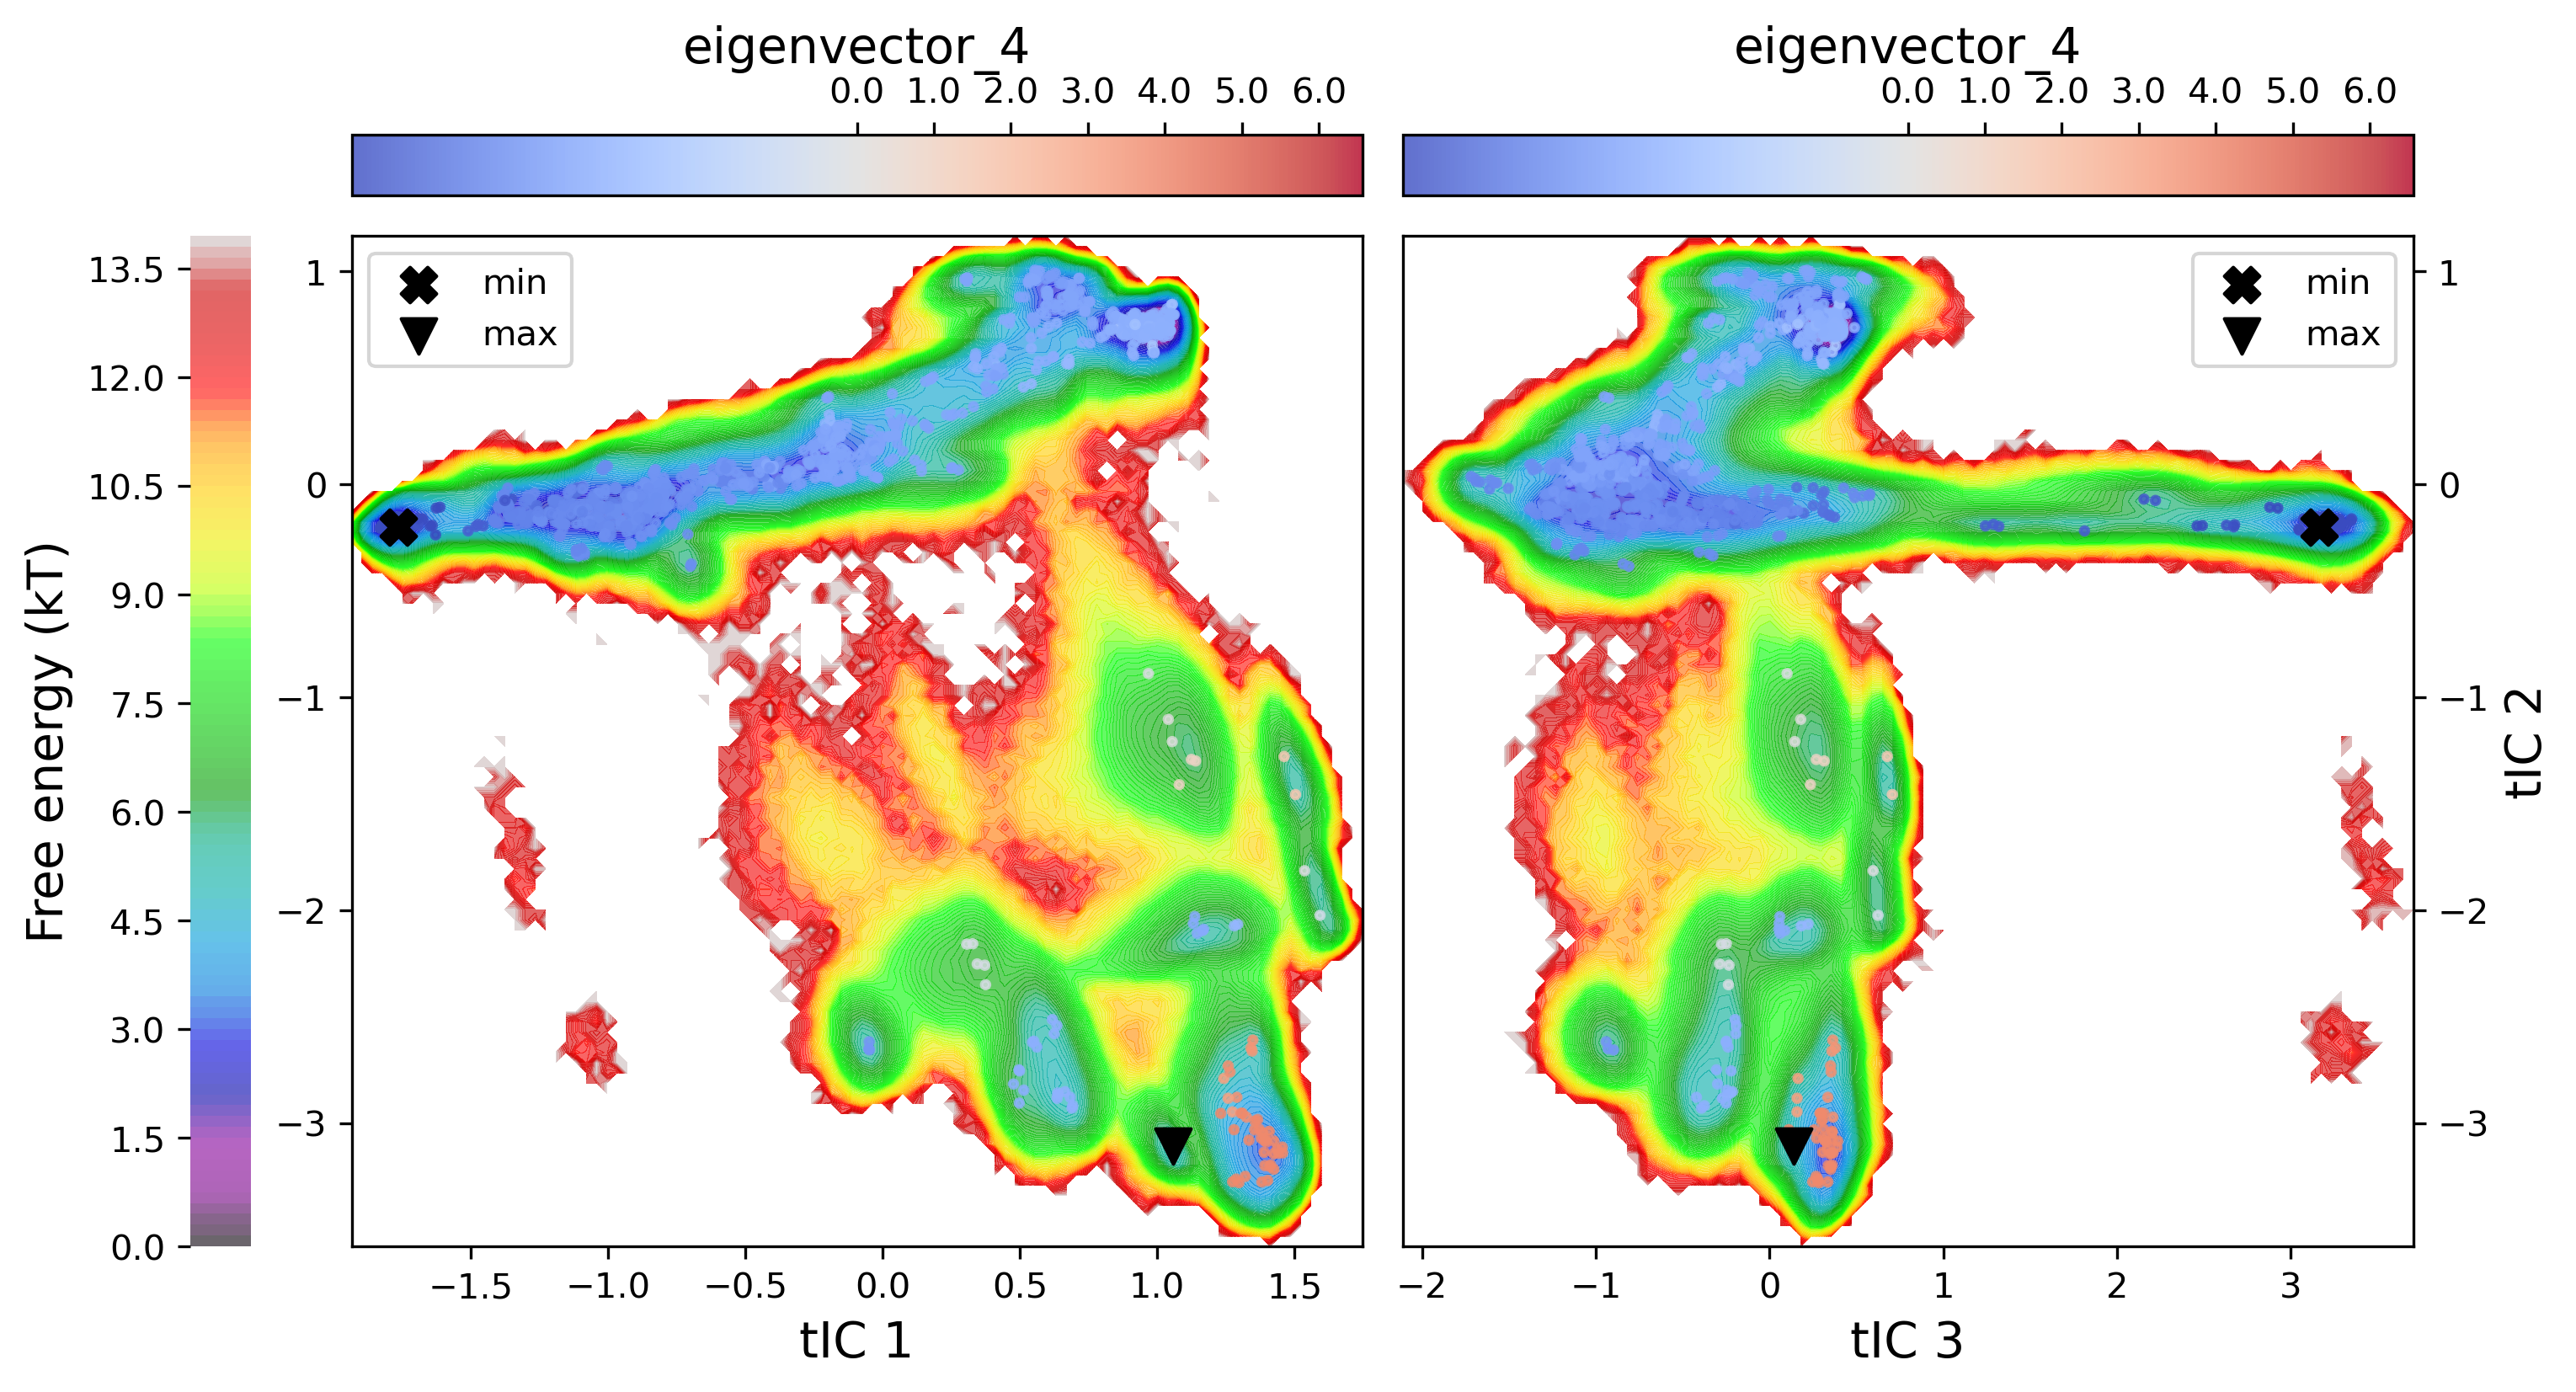 eigenvector_4
eigenvector_4
0.0 1.0 2.0 3.0 4.0 5.0 6.0
0.0 1.0 2.0 3.0 4.0 5.0 6.0
Free energy (kT)
13.5
12.0
10.5
9.0
7.5
6.0
4.5
3.0
1.5
0.0
min
max
1
0
−1
−2
−3
−1.5 −1.0 −0.5 0.0 0.5 1.0 1.5
tIC 1
min
max
−2 −1 0 1 2 3
tIC 3
1
0
−1
−2
−3
tIC 2